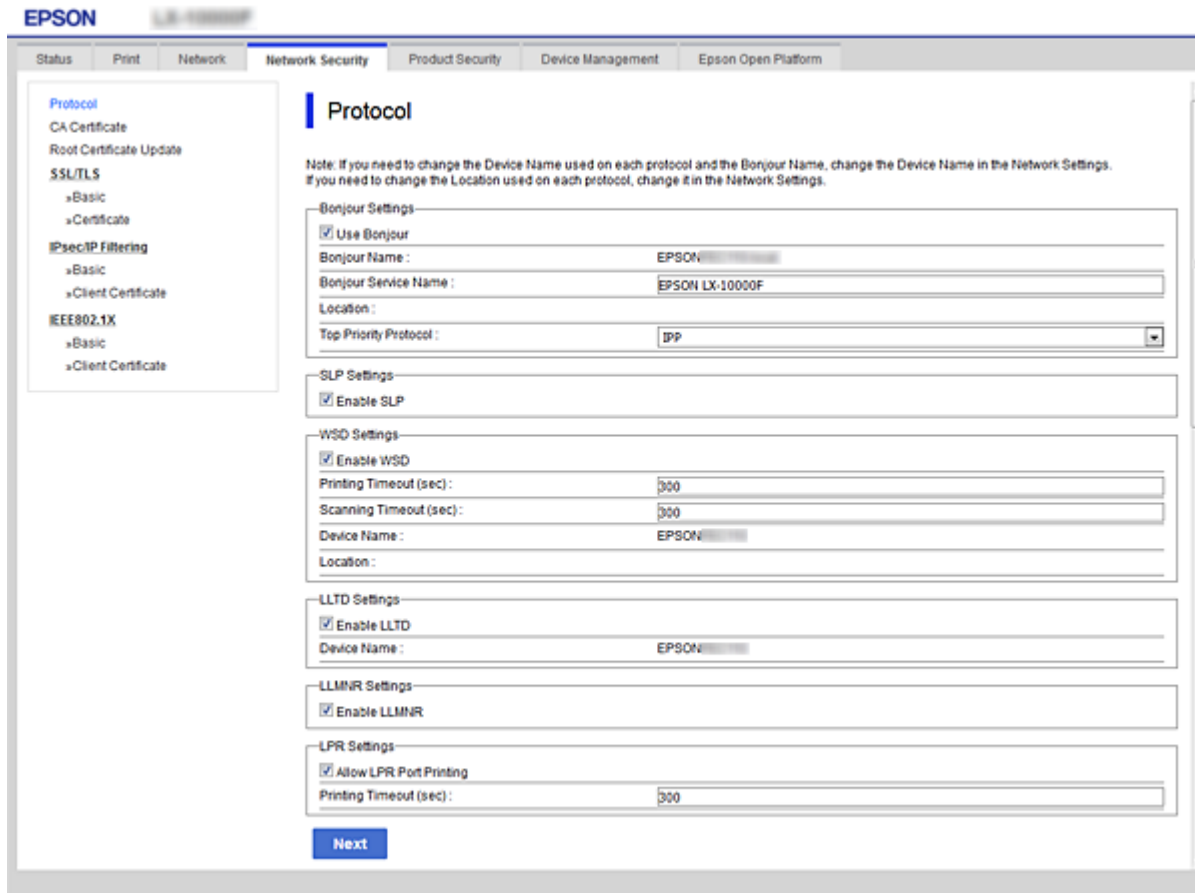 EPSON
Status Print Network Network Security Product Security Device Management Epson Open Platform
Protocol
CA Certificate
Root Certificate Update
SSL/TLS
»Basic
»Certificate
IPsec/IP Filtering
»Basic
»Client Certificate
IEEE802.1X
»Basic
»Client Certificate
Protocol
Note: If you need to change the Device Name used on each protocol and the Bonjour Name, change the Device Name in the Network Settings.
If you need to change the Location used on each protocol, change it in the Network Settings.
Bonjour Settings
Use Bonjour
Bonjour Name : EPSON
Bonjour Service Name : EPSON LX-10000F
Location :
Top Priority Protocol : IPP
SLP Settings
Enable SLP
WSD Settings
Enable WSD
Printing Timeout (sec) : 300
Scanning Timeout (sec) : 300
Device Name : EPSON
Location :
LLTD Settings
Enable LLTD
Device Name : EPSON
LLMNR Settings
Enable LLMNR
LPR Settings
Allow LPR Port Printing
Printing Timeout (sec) : 300
Next